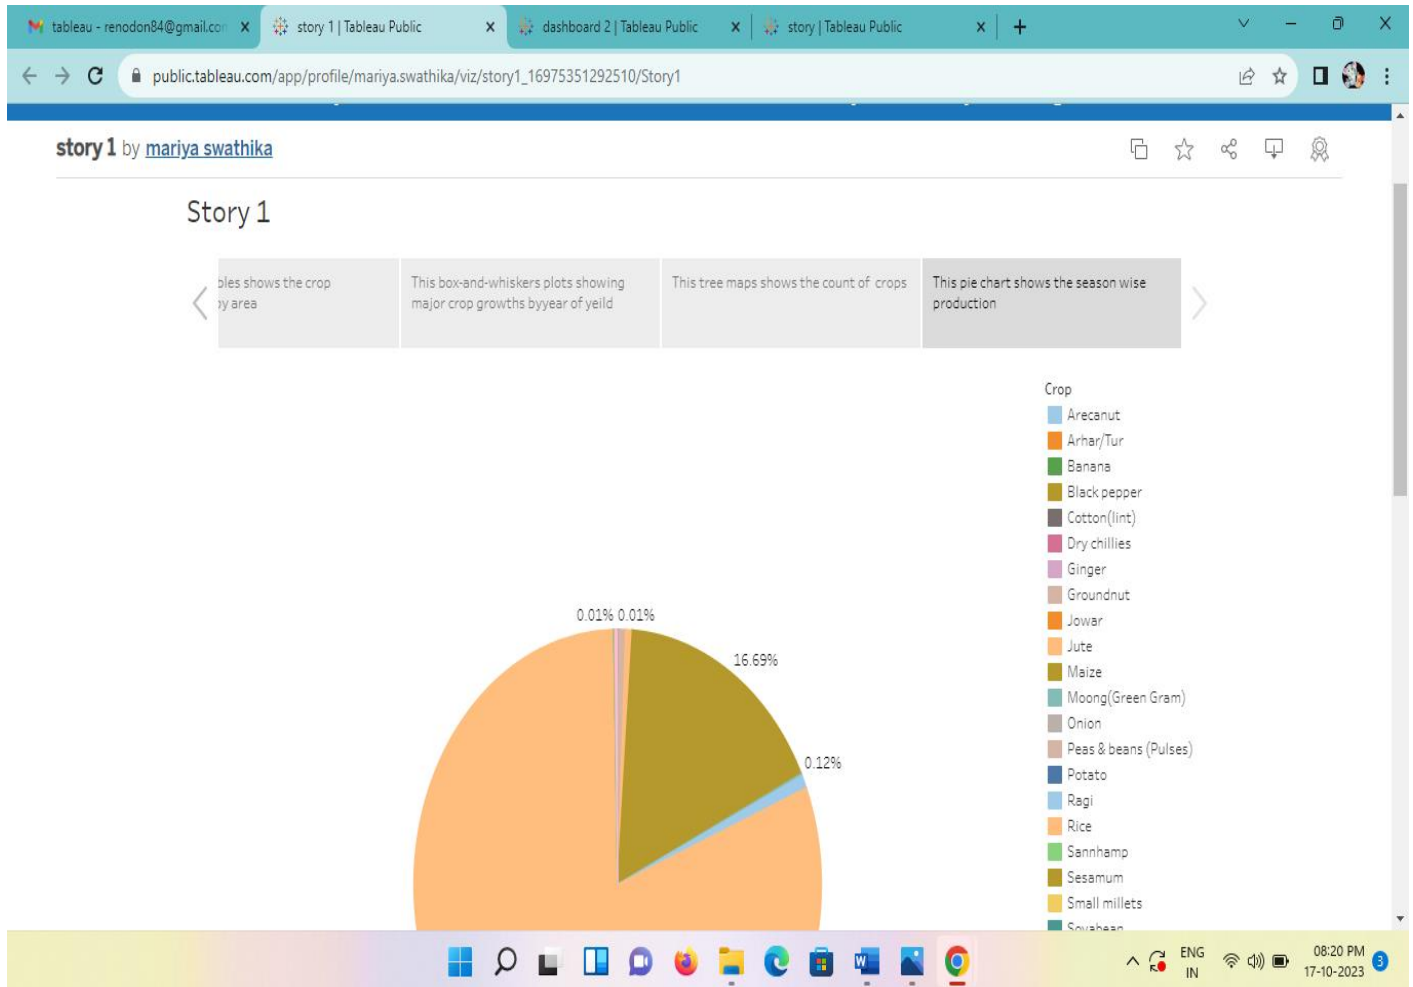 tableau - renodon84@gmail.con
story 1 | Tableau Public
dashboard 2 | Tableau Public
story | Tableau Public
public.tableau.com/app/profile/mariya.swathika/viz/story1_16975351292510/Story1
story 1 by mariya swathika
Story 1
shows the crop
area
This box-and-whiskers plots showing
major crop growths byyear of yeild
This tree maps shows the count of crops
This pie chart shows the season wise
production
Crop
Arecanut
Arhar/Tur
Banana
Black pepper
Cotton(lint)
Dry chillies
Ginger
Groundnut
Jowar
Jute
Maize
Moong(Green Gram)
Onion
Peas & beans (Pulses)
Potato
Ragi
Rice
Sannhamp
Sesamum
Small millets
Soyabean
0.01% 0.01%
16.69%
0.12%
W
ENG
IN
08:20 PM
17-10-2023
3